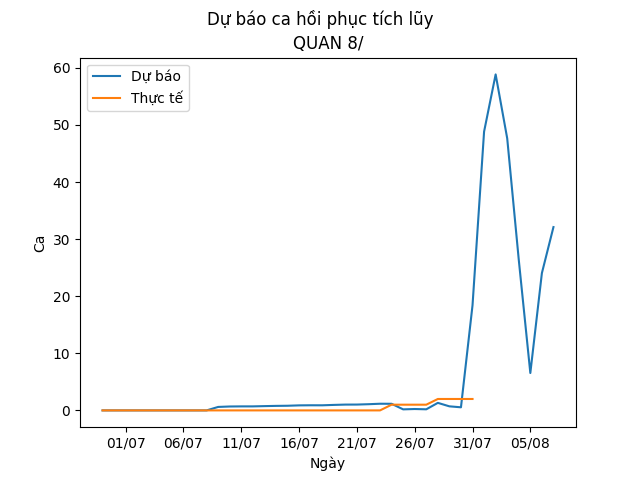 Dự báo ca hồi phục tích lũy
QUAN 8/
Dự báo
Thực tế
60
50
40
30
20
10
0
Ca
01/07 06/07 11/07 16/07 21/07 26/07 31/07 05/08
Ngày